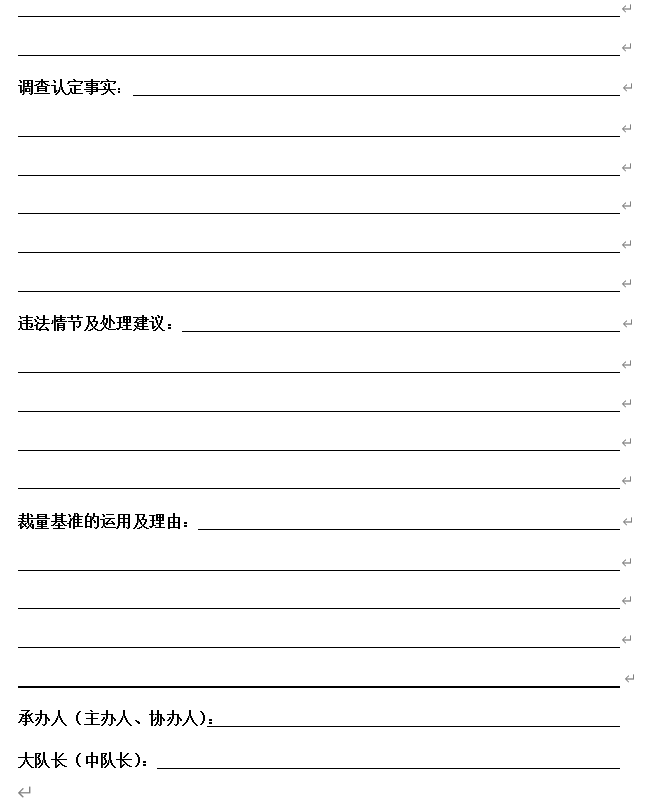 调查认定事实：
违法情节及处理建议：
裁量基准的运用及理由：
承办人（主办人、协办人）：
大队长（中队长）：